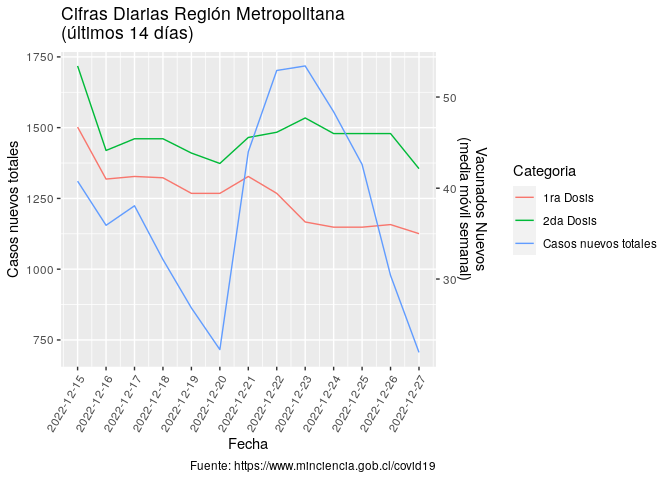 Cifras Diarias Región Metropolitana
(últimos 14 días)
Casos nuevos totales
1750
1500
1250
1000
750
50
40
30
Vacunados Nuevos
(media móvil semanal)
2022-12-15
2022-12-16
2022-12-17
2022-12-18
2022-12-19
2022-12-20
2022-12-21
2022-12-22
2022-12-23
2022-12-24
2022-12-25
2022-12-26
2022-12-27
Fecha
Categoria
1ra Dosis
2da Dosis
Casos nuevos totales
Fuente: https://www.minciencia.gob.cl/covid19